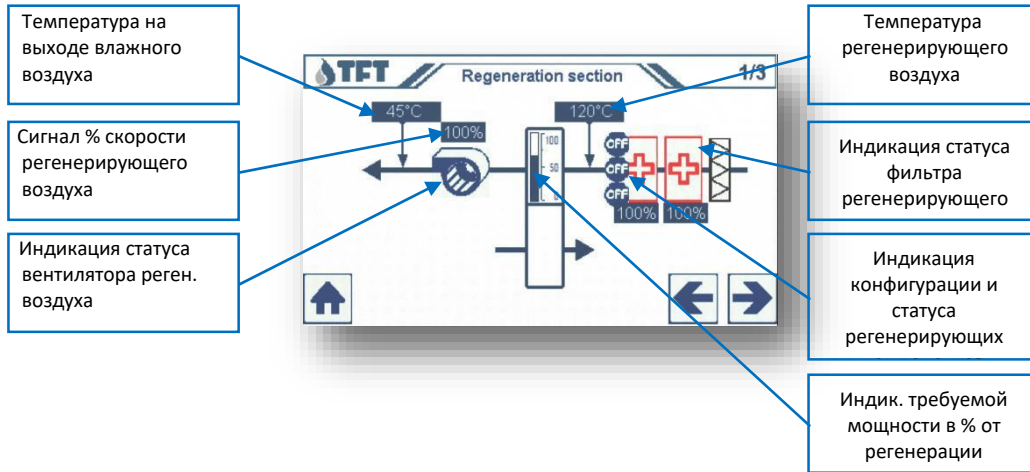 Температура на
выходе влажного
воздуха
Сигнал % скорости
регенерирующего
воздуха
Индикация статуса
вентилятора реген.
воздуха
TFT
Regeneration section
1/3
45°C
120°C
100%
100
50
0
OFF
OFF
OFF
100%
100%
Температура
регенерирующего
воздуха
Индикация статуса
фильтра
регенерирующего
Индикация
конфигурации и
статуса
регенерирующих
Индик. требуемой
мощности в % от
регенерации